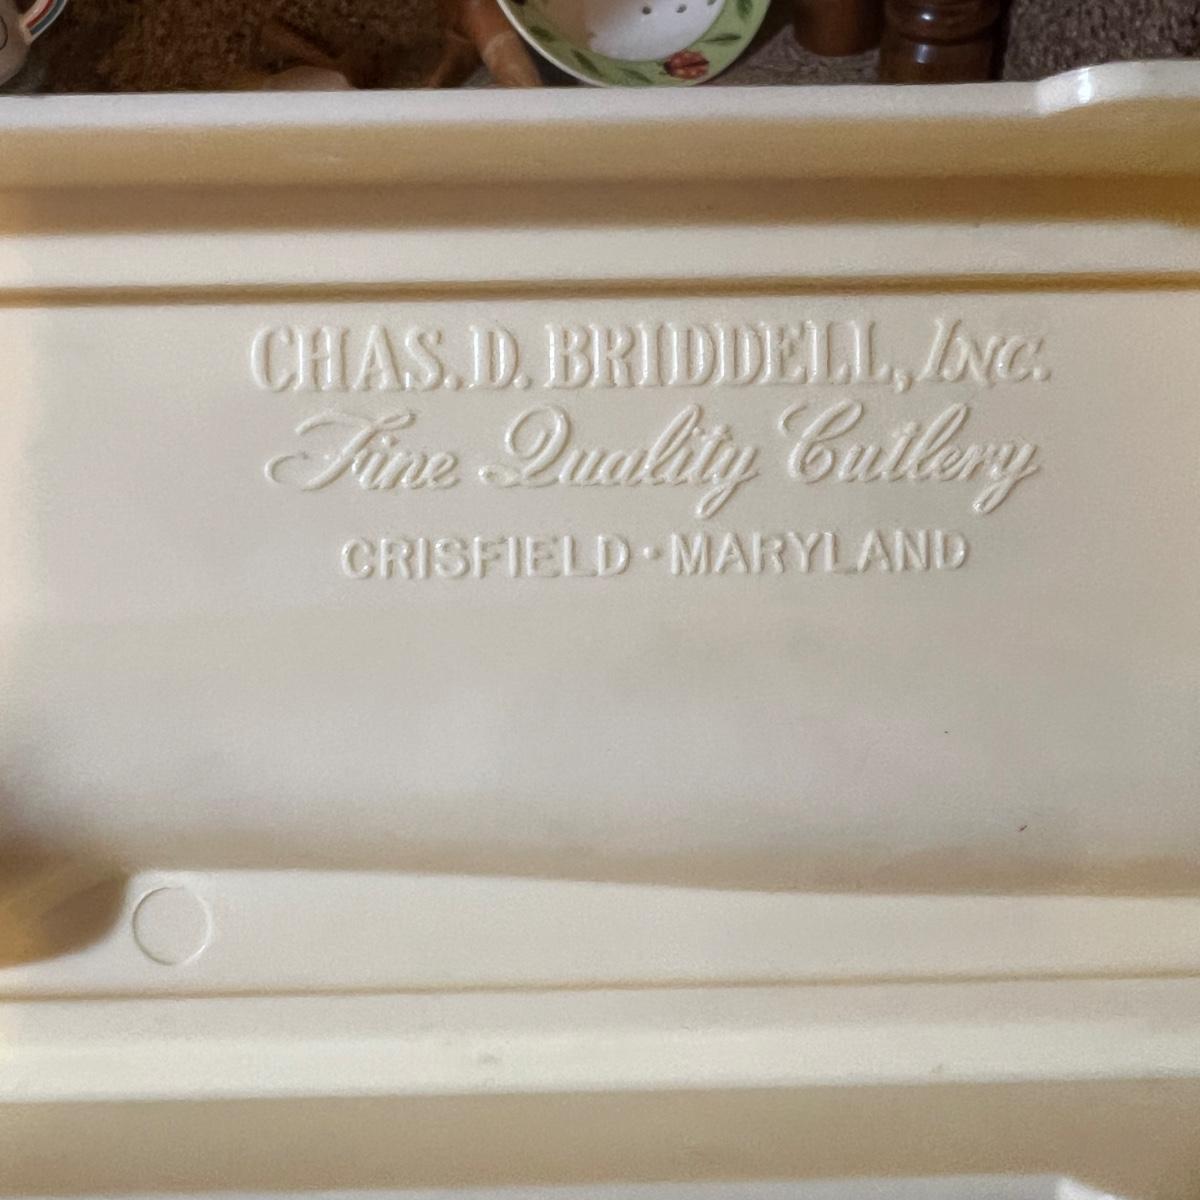 CHAS. D. BRIDDELL, INC.
Fine Quality Cutlery
CRISFIELD · MARYLAND